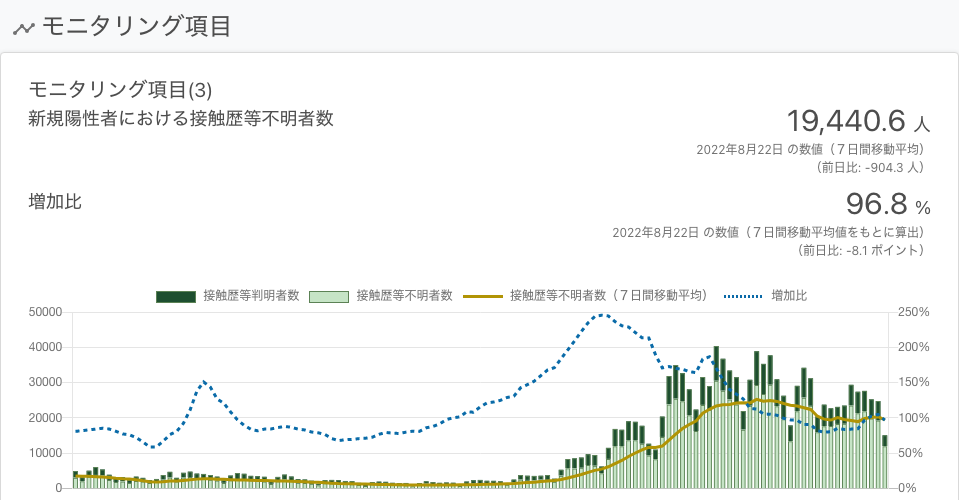 モニタリング項目
モニタリング項目(3)
新規陽性者における接触歴等不明者数
19,440.6 人
2022年8月22日 の数値（７日間移動平均）
（前日比: -904.3 人）
増加比
96.8 %
2022年8月22日 の数値（７日間移動平均値をもとに算出）
（前日比: -8.1 ポイント）
接触歴等判明者数 接触歴等不明者数 接触歴等不明者数（７日間移動平均） 増加比
50000 250%
40000 200%
30000 150%
20000 100%
10000 50%
0 0%